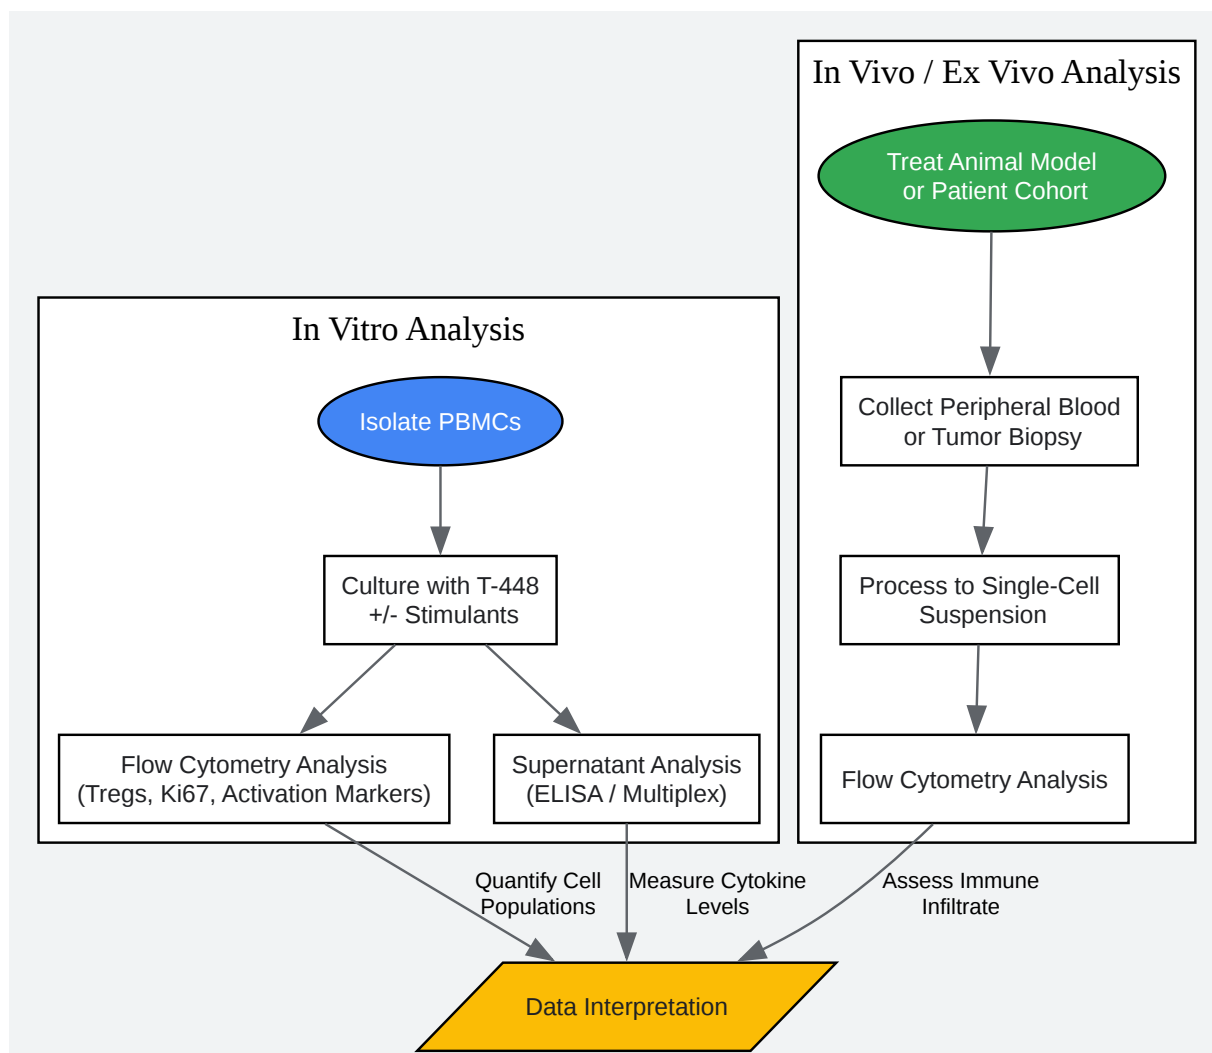 In Vivo / Ex Vivo Analysis
Treat Animal Model
or Patient Cohort
Collect Peripheral Blood
or Tumor Biopsy
Process to Single-Cell
Suspension
Flow Cytometry Analysis
In Vitro Analysis
Isolate PBMCs
Culture with T-448
+/- Stimulants
Flow Cytometry Analysis
(Tregs, Ki67, Activation Markers)
Supernatant Analysis
(ELISA / Multiplex)
Quantify Cell
Populations
Measure Cytokine
Levels
Assess Immune
Infiltrate
Data Interpretation